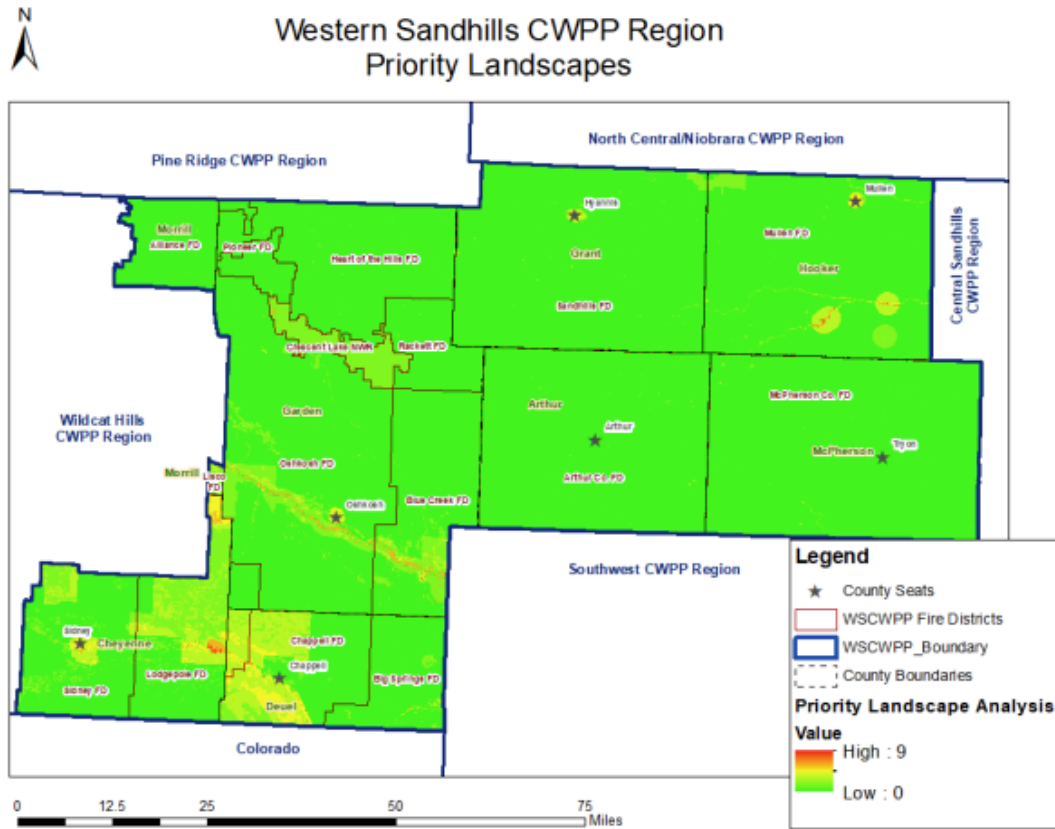 N
Western Sandhills CWPP Region
Priority Landscapes
North Central/Niobrara CWPP Region
Pine Ridge CWPP Region
Mullen
Hyannis
Morrill
Alliance FD
Pioneer FD
Mullen FD
Heart of the Hills FD
Grant
Hooker
Central Sandhills
CWPP Region
Sandhills FD
Crescent Lake NWR
Rackett FD
McPherson Co. FD
Arthur
Garden
Wildcat Hills
CWPP Region
Arthur
Tryon
McPherson
Oshkosh FD
Morrill
Lisco
FD
Arthur Co. FD
Blue Creek FD
Oshkosh
Southwest CWPP Region
Sidney
Cheyenne
Chappell FD
Chappell
Lodgepole FD
Big Springs FD
Sidney FD
Deuel
Colorado
Legend
County Seats
WSCWPP Fire Districts
WSCWPP_Boundary
County Boundaries
Priority Landscape Analysis
Value
High : 9
Low : 0
0 12.5 25 50 75
Miles